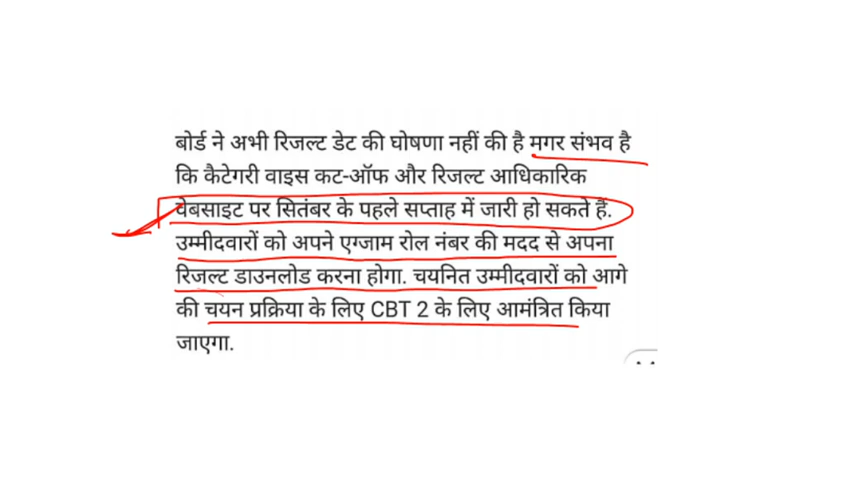 बोर्ड ने अभी रिजल्ट डेट की घोषणा नहीं की है मगर संभव है
कि कैटेगरी वाइस कट-ऑफ और रिजल्ट आधिकारिक
वेबसाइट पर सितंबर के पहले सप्ताह में जारी हो सकते हैं.
उम्मीदवारों को अपने एग्जाम रोल नंबर की मदद से अपना
रिजल्ट डाउनलोड करना होगा. चयनित उम्मीदवारों को आगे
की चयन प्रक्रिया के लिए CBT 2 के लिए आमंत्रित किया
जाएगा.